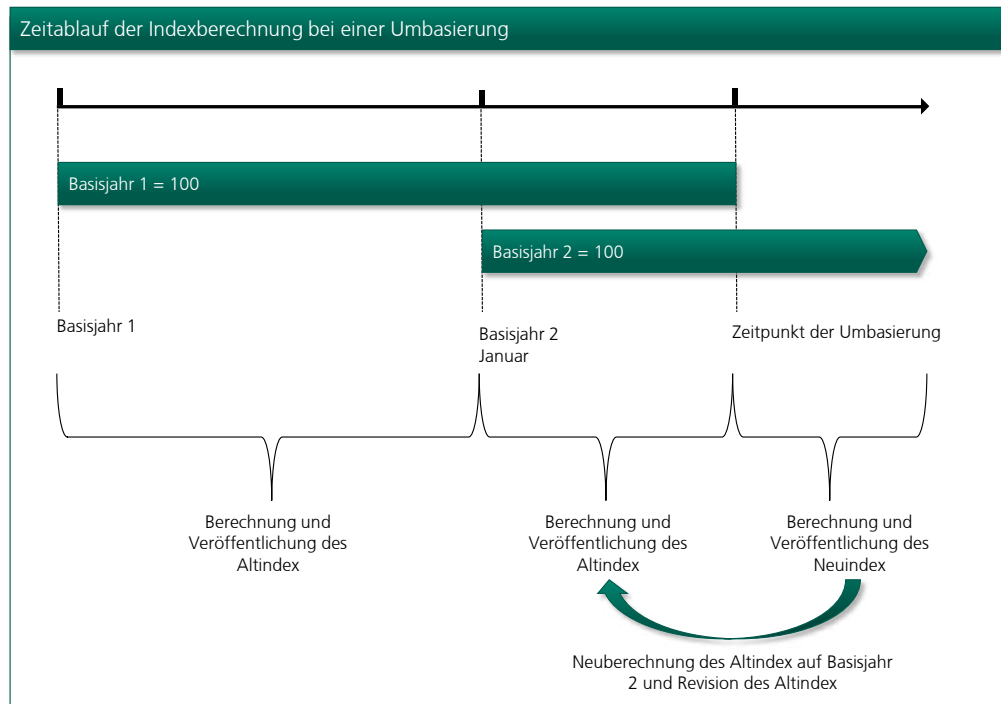 Zeitablauf der Indexberechnung bei einer Umbasierung
Basisjahr 1 = 100
Basisjahr 2 = 100
Basisjahr 1
Basisjahr 2
Januar
Zeitpunkt der Umbasierung
Berechnung und
Veröffentlichung des
Altindex
Berechnung und
Veröffentlichung des
Altindex
Berechnung und
Veröffentlichung des
Neuindex
Neuberechnung des Altindex auf Basisjahr
2 und Revision des Altindex